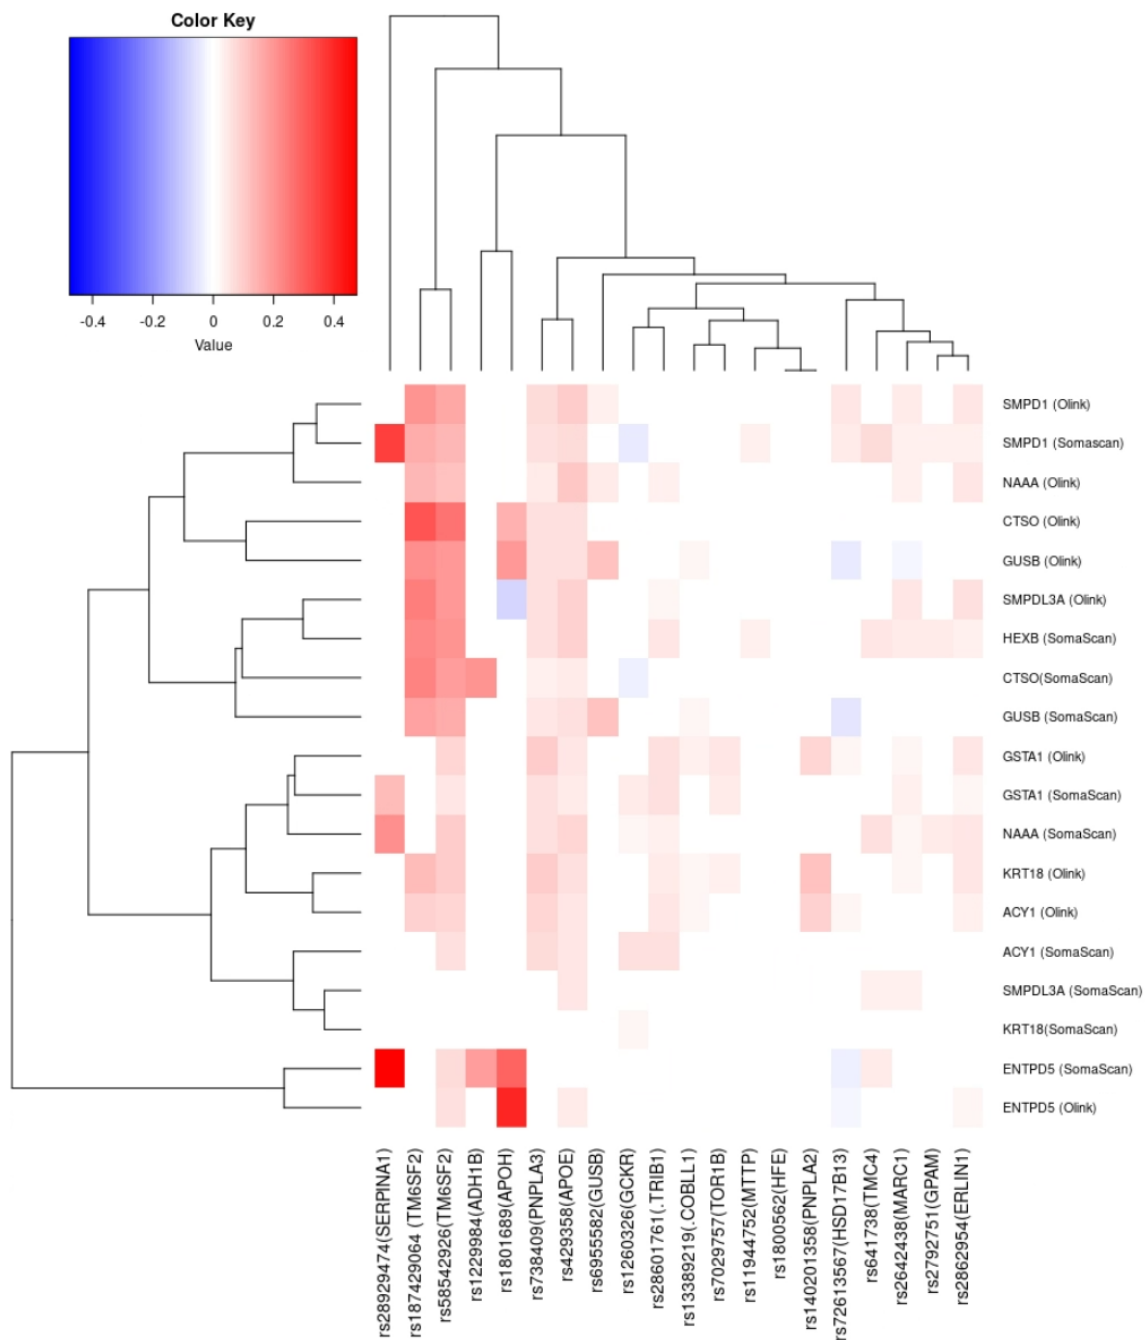 Color Key
-0.4 -0.2 0 0.2 0.4
Value
SMPD1 (Olink)
SMPD1 (Somascan)
NAAA (Olink)
CTSO (Olink)
GUSB (Olink)
SMPDL3A (Olink)
HEXB (SomaScan)
CTSO(SomaScan)
GUSB (SomaScan)
GSTA1 (Olink)
GSTA1 (SomaScan)
NAAA (SomaScan)
KRT18 (Olink)
ACY1 (Olink)
ACY1 (SomaScan)
SMPDL3A (SomaScan)
KRT18(SomaScan)
ENTPD5 (SomaScan)
ENTPD5 (Olink)
rs28929474(SERPINA1)
rs187429064 (TM6SF2)
rs58542926(TM6SF2)
rs1229984(ADH1B)
rs1801689(APOH)
rs738409(PNPLA3)
rs429358(APOE)
rs6955582(GUSB)
rs1260326(GCKR)
rs28601761(.TRIB1)
rs13389219(.COBLL1)
rs7029757(TOR1B)
rs11944752(MTTP)
rs1800562(HFE)
rs140201358(PNPLA2)
rs72613567(HSD17B13)
rs641738(TMC4)
rs2642438(MARC1)
rs2792751(GPAM)
rs2862954(ERLIN1)